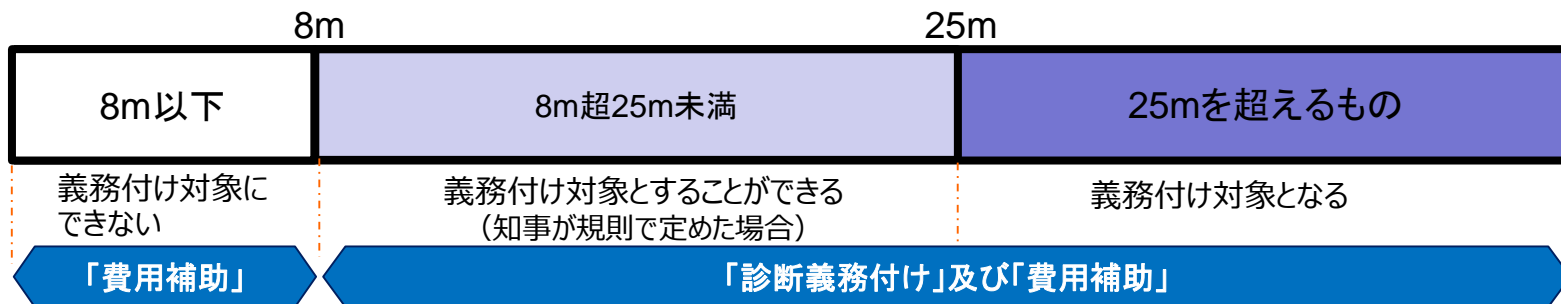 8m
25m
8m以下
8m超25m未満
25mを超えるもの
義務付け対象に
できない
義務付け対象とすることができる
（知事が規則で定めた場合）
義務付け対象となる
「費用補助」
「診断義務付け」及び「費用補助」